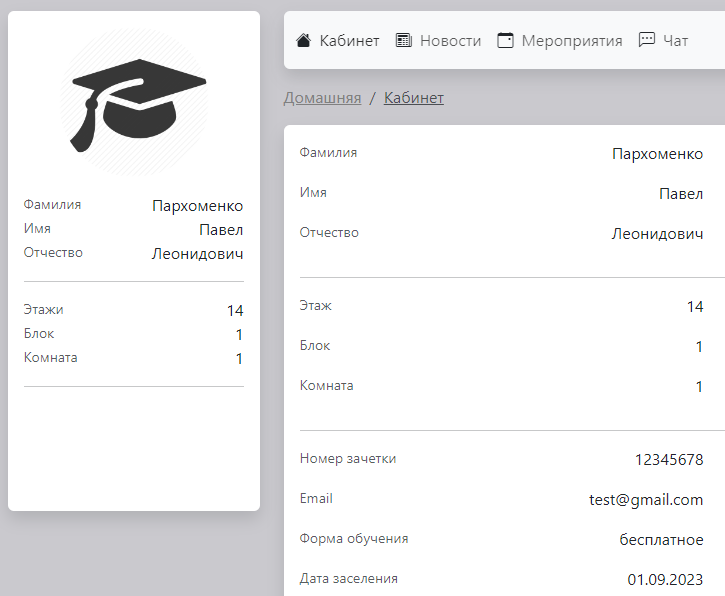 Кабинет Новости Мероприятия Чат
Домашняя / Кабинет
Фамилия Пархоменко
Имя Павел
Отчество Леонидович
Этажи 14
Блок 1
Комната 1
Фамилия Пархоменко
Имя Павел
Отчество Леонидович
Этаж 14
Блок 1
Комната 1
Номер зачетки 12345678
Email test@gmail.com
Форма обучения бесплатное
Дата заселения 01.09.2023